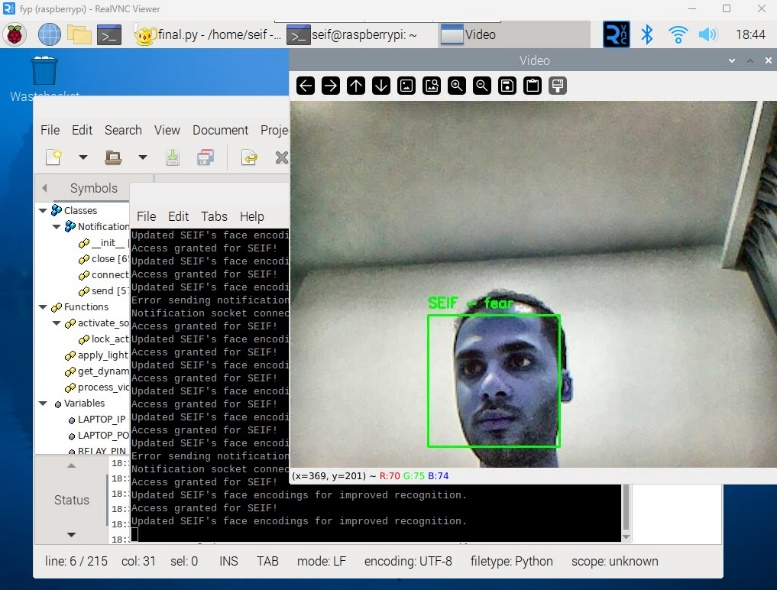 fyp (raspberrypi) - RealVNC Viewer
final.py - /home/seif -...
seif@raspberrypi: ~
Video
18:44
Wastebasket
Video
File Edit Search View Document Proje
Symbols
Classes
Notification
__init__
close [6
connect
send [5
Functions
activate_so
lock_act
apply_light
get_dynam
process_vid
Variables
LAPTOP_IP
LAPTOP_PO
RELAY_PIN
Status
File Edit Tabs Help
Updated SEIF's face encodi
Access granted for SEIF!
Updated SEIF's face encodi
Access granted for SEIF!
Updated SEIF's face encodi
Error sending notification
Notification socket connec
Access granted for SEIF!
Updated SEIF's face encodi
Access granted for SEIF!
Updated SEIF's face encodi
Access granted for SEIF!
Updated SEIF's face encodi
Access granted for SEIF!
Updated SEIF's face encodi
Access granted for SEIF!
Updated SEIF's face encodi
Error sending notification
Notification socket connec
Access granted for SEIF!
Updated SEIF's face encodings for improved recognition.
Access granted for SEIF!
Updated SEIF's face encodings for improved recognition.
18:
18:
18:
18:
18:
18:
SEIF - fear
(x=369, y=201) ~ R:70 G:75 B:74
line: 6 / 215 col: 31 sel: 0 INS TAB mode: LF encoding: UTF-8 filetype: Python scope: unknown